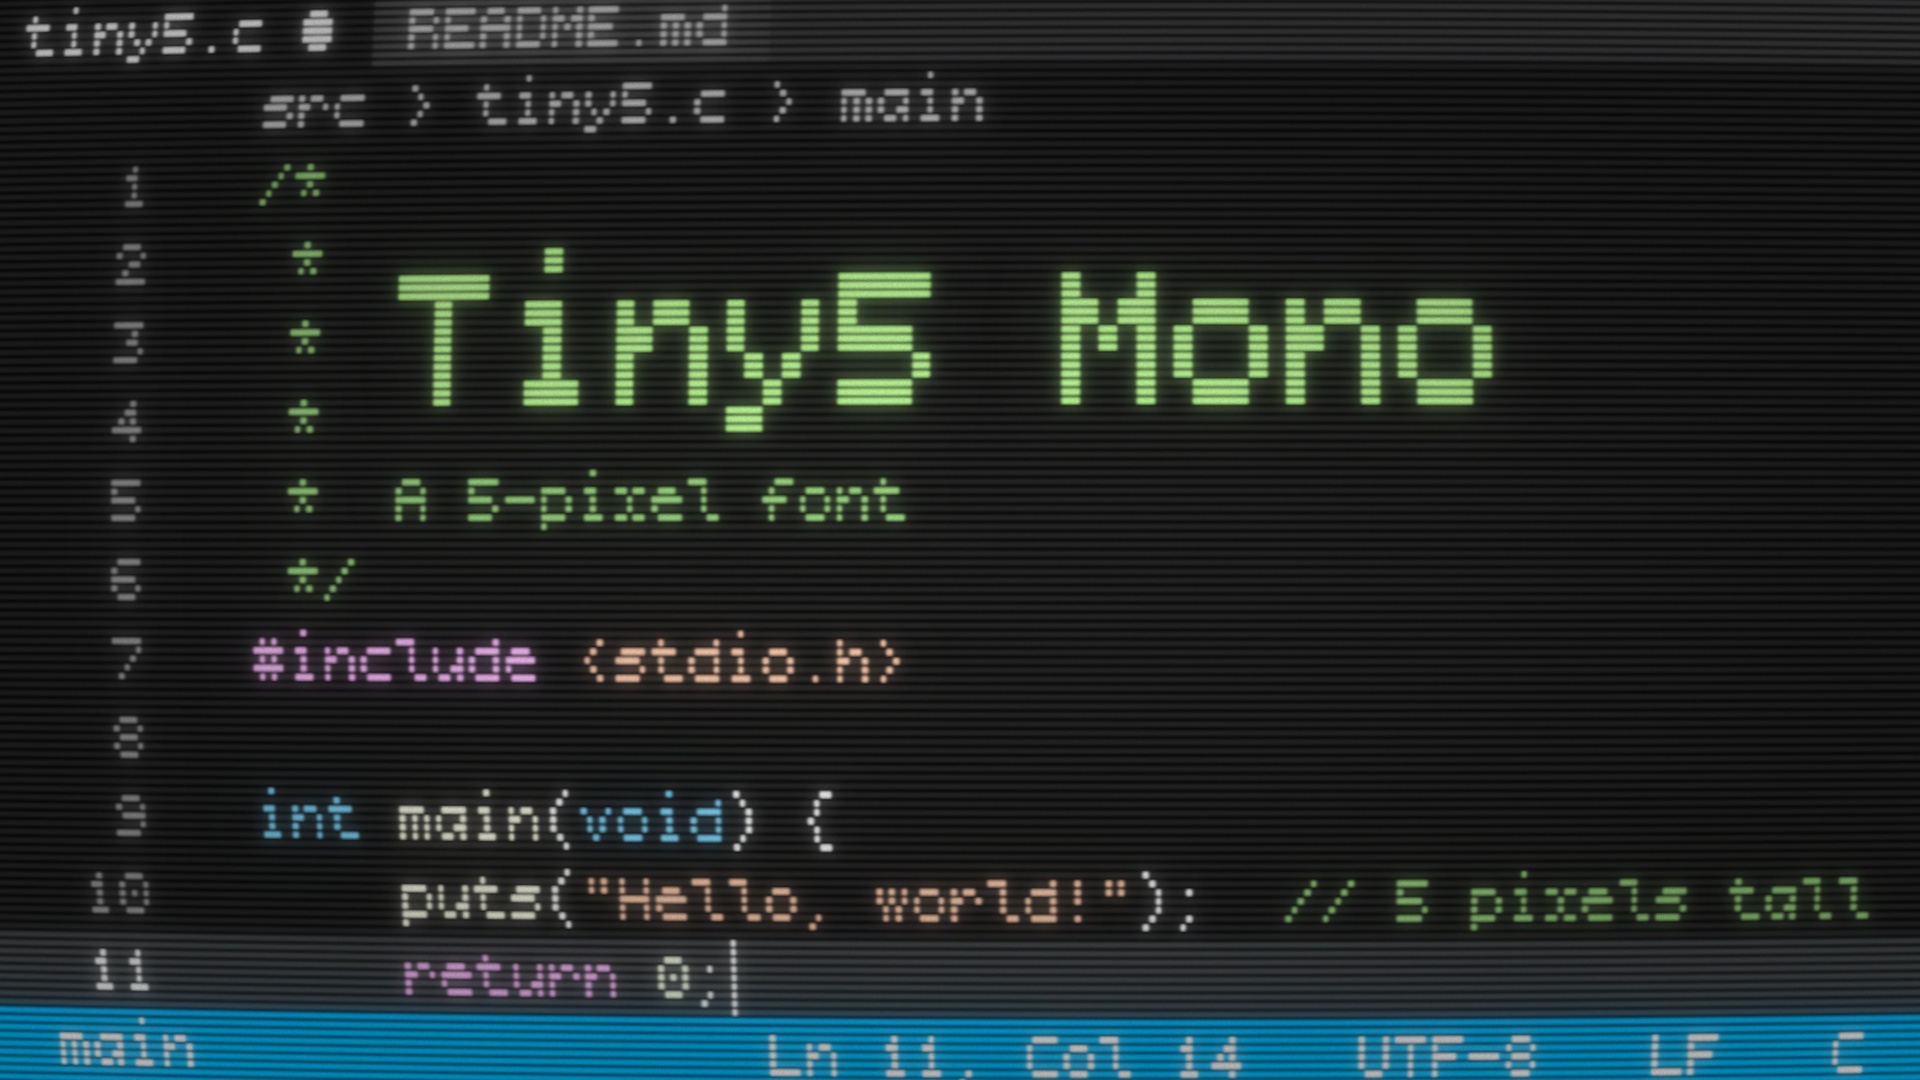 tiny5.c ● README.md
src > tiny5.c > main
1 /*
2 *
3 * Tiny5 Mono
4 *
5 * A 5-pixel font
6 */
7 #include <stdio.h>
8
9 int main(void) {
10 puts("Hello, world!"); // 5 pixels tall
11 return 0;
main Ln 11, Col 14 UTF-8 LF C